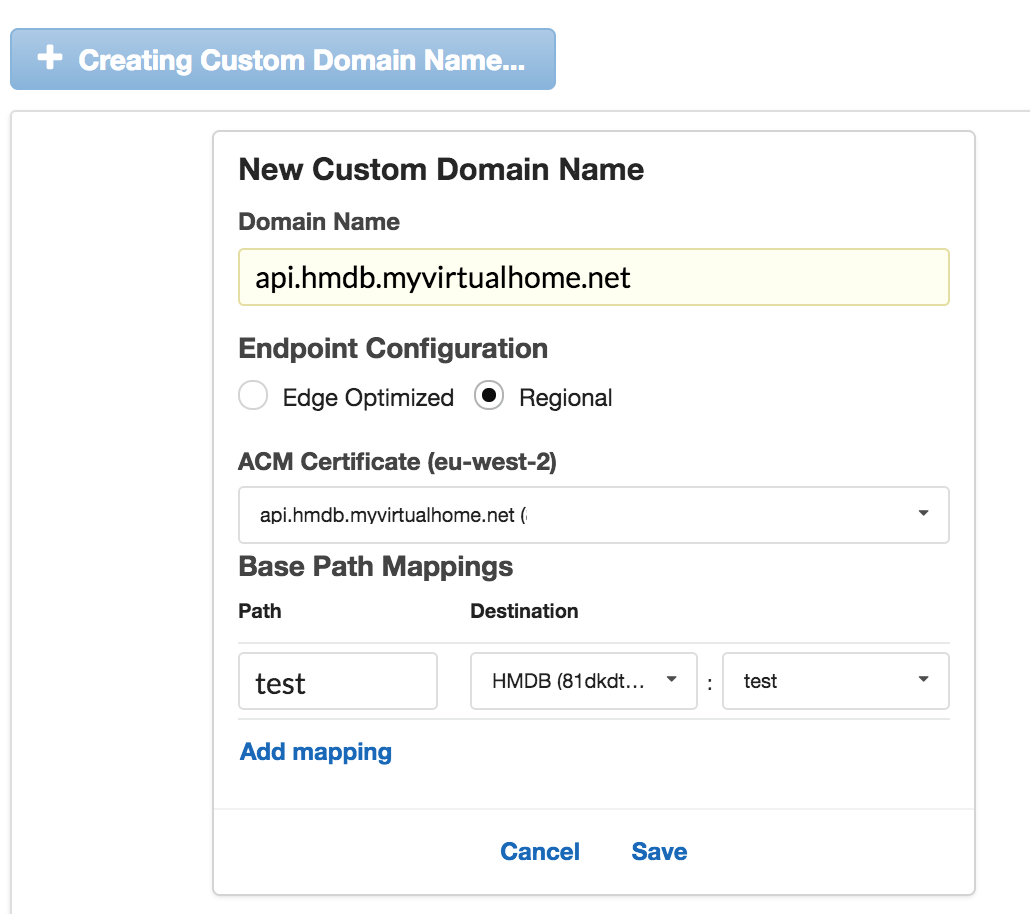 + Creating Custom Domain Name...
New Custom Domain Name
Domain Name
api.hmdb.myvirtualhome.net
Endpoint Configuration
Edge Optimized Regional
ACM Certificate (eu-west-2)
api.hmdb.myvirtualhome.net (
Base Path Mappings
Path Destination
test HMDB (81dkdt... : test
Add mapping
Cancel Save